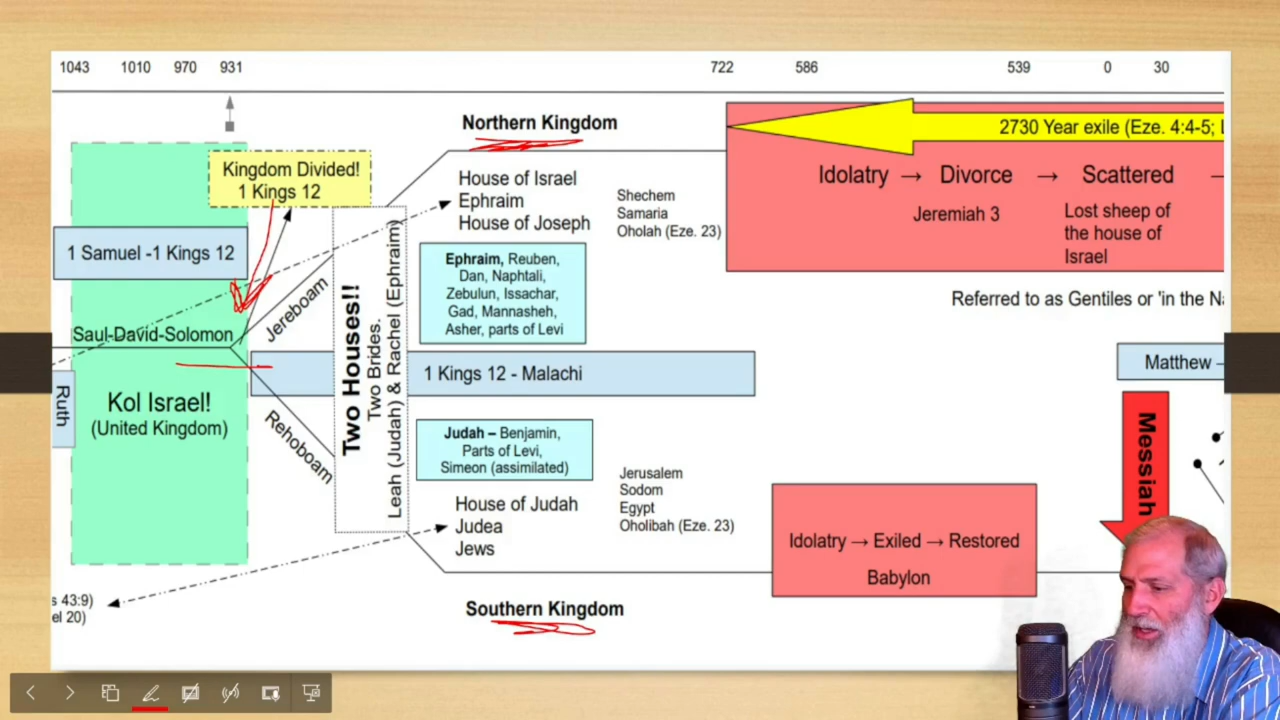 1043 1010 970 931 722 586 539 0 30
Kingdom Divided!
1 Kings 12
1 Samuel -1 Kings 12
Saul-David-Solomon
Ruth
Kol Israel!
(United Kingdom)
Jereboam
Rehoboam
Two Houses!!
Two Brides.
Leah (Judah) & Rachel (Ephraim)
Northern Kingdom
House of Israel
Ephraim
House of Joseph
Shechem
Samaria
Oholah (Eze. 23)
Ephraim, Reuben,
Dan, Naphtali,
Zebulun, Issachar,
Gad, Mannasheh,
Asher, parts of Levi
1 Kings 12 - Malachi
Judah – Benjamin,
Parts of Levi,
Simeon (assimilated)
House of Judah
Judea
Jews
Jerusalem
Sodom
Egypt
Oholibah (Eze. 23)
Southern Kingdom
2730 Year exile (Eze. 4:4-5;
Idolatry → Divorce → Scattered →
Jeremiah 3
Lost sheep of
the house of
Israel
Referred to as Gentiles or 'in the
Matthew -
Messiah
Idolatry → Exiled → Restored
Babylon
43:9)
20)